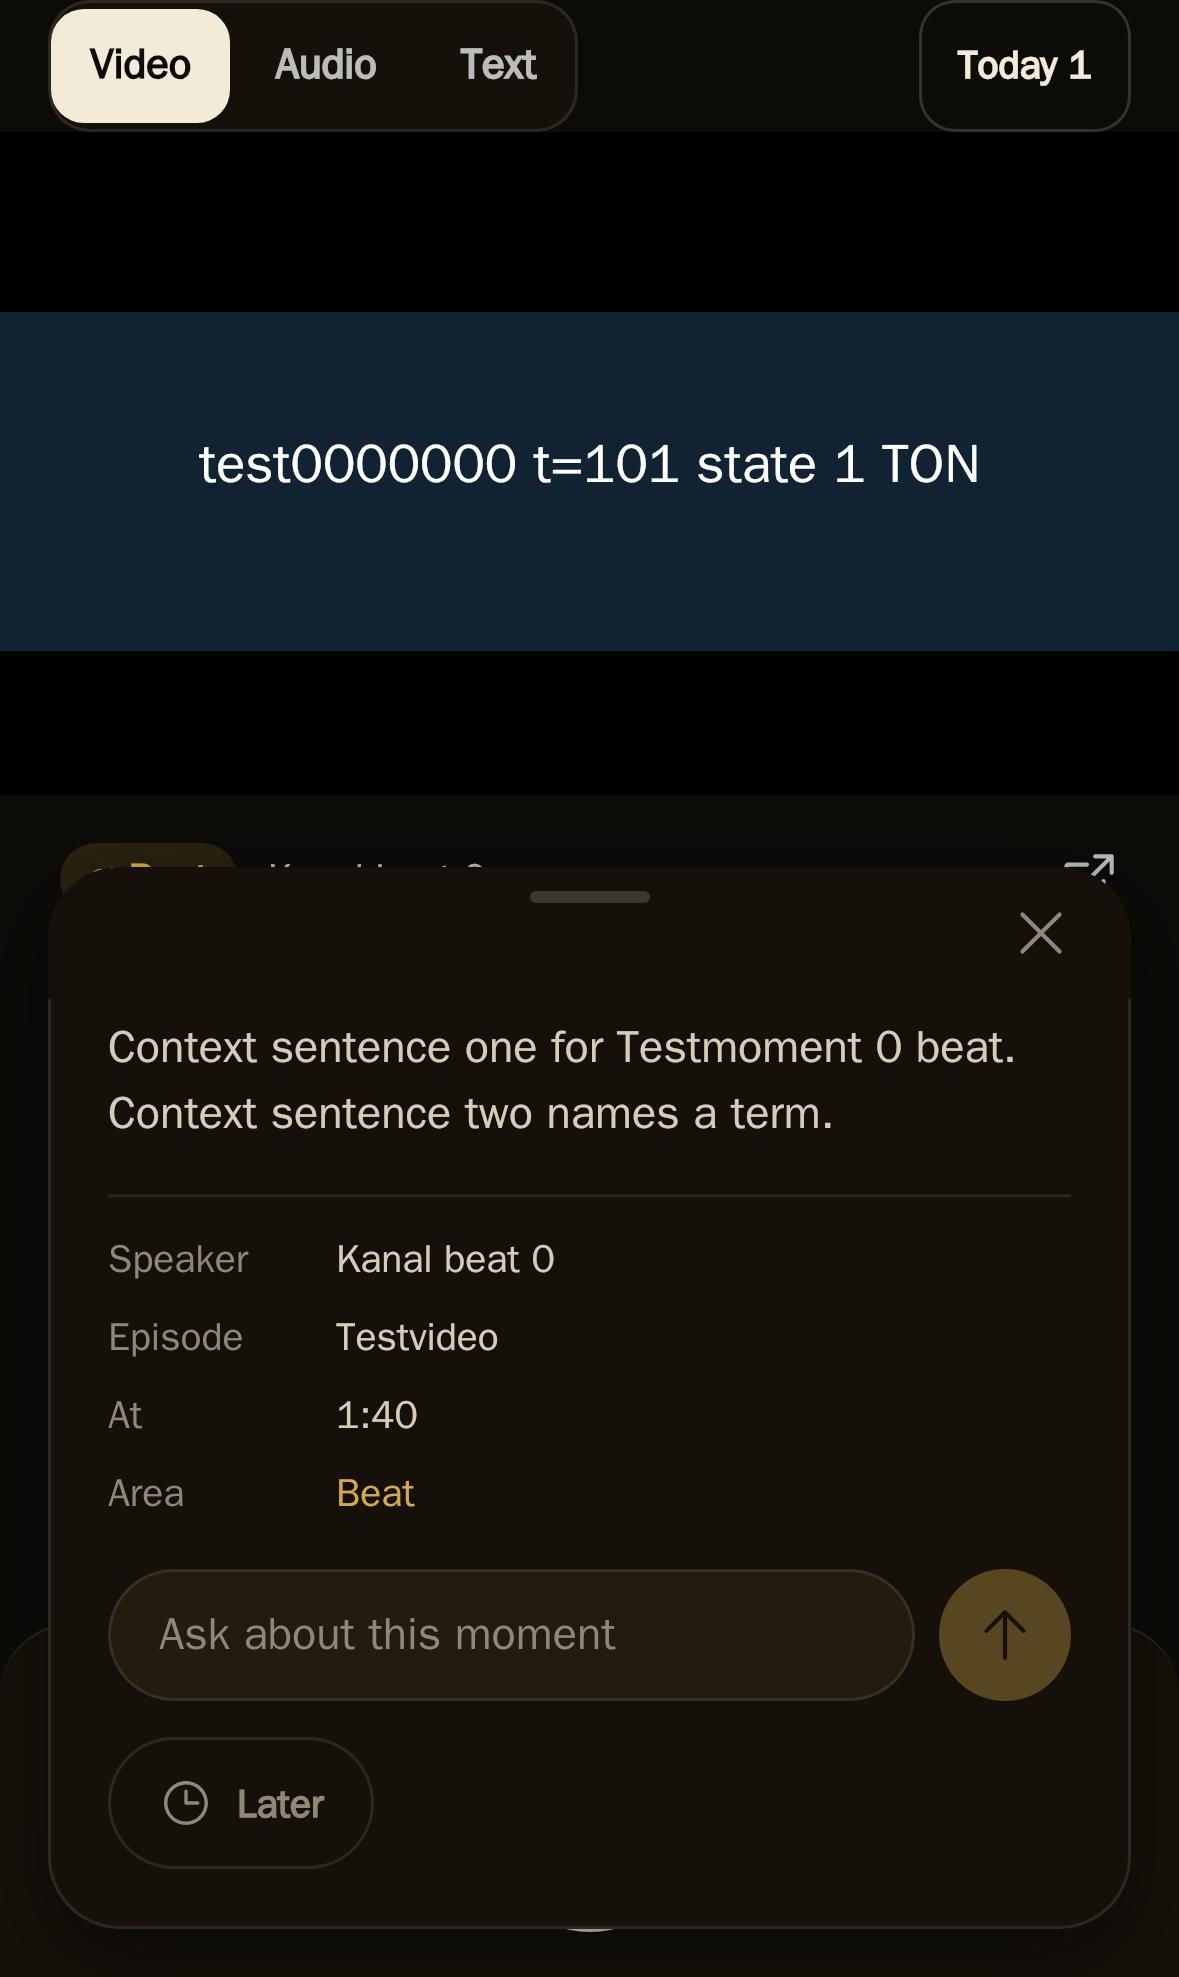 Video Audio Text Today 1
test0000000 t=101 state 1 TON
Context sentence one for Testmoment 0 beat.
Context sentence two names a term.
Speaker Kanal beat 0
Episode Testvideo
At 1:40
Area Beat
Ask about this moment
Later